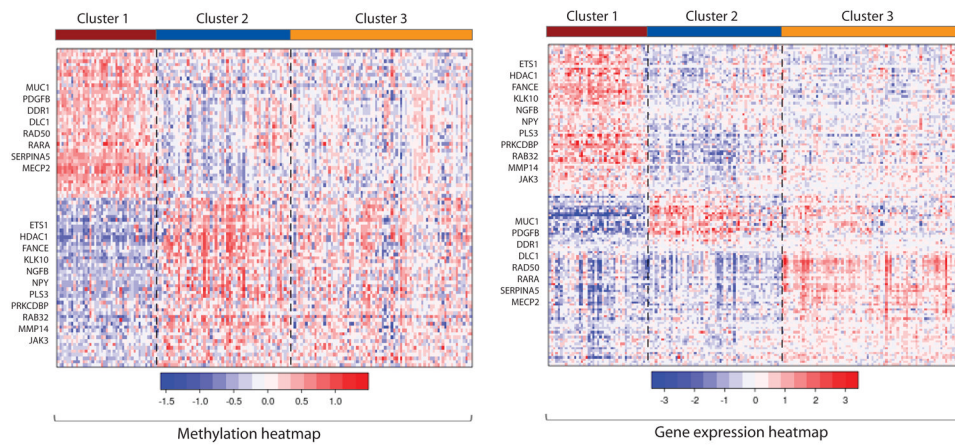 Cluster 1 Cluster 2 Cluster 3
MUC1
PDGFB
DDR1
DLC1
RAD50
RARA
SERPINA5
MECP2
ETS1
HDAC1
FANCE
KLK10
NGFB
NPY
PLS3
PRKCDBP
RAB32
MMP14
JAK3
-1.5 -1.0 -0.5 0.0 0.5 1.0 1.5
Methylation heatmap
Cluster 1 Cluster 2 Cluster 3
ETS1
HDAC1
FANCE
KLK10
NGFB
NPY
PLS3
PRKCDBP
RAB32
MMP14
JAK3
MUC1
PDGFB
DDR1
DLC1
RAD50
RARA
SERPINA5
MECP2
-3 -2 -1 0 1 2 3
Gene expression heatmap